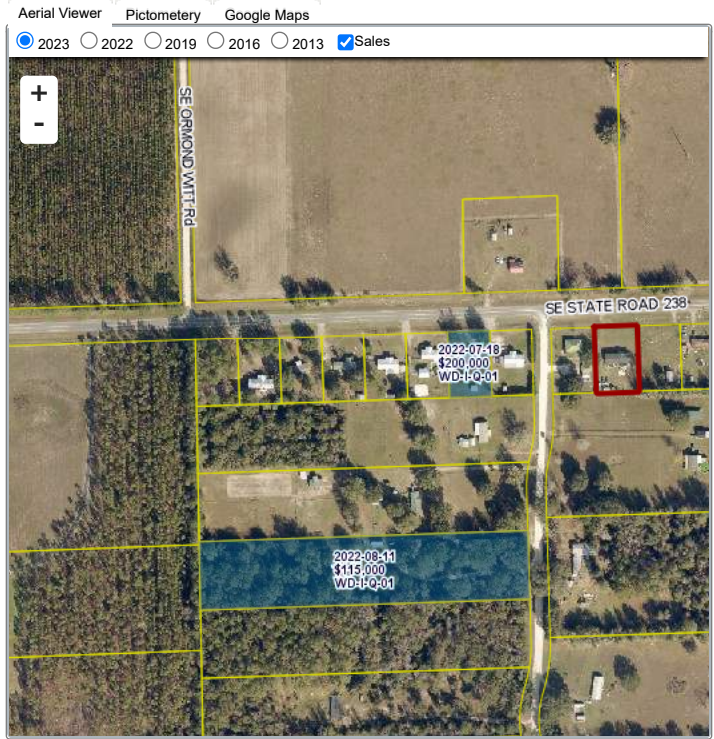 Aerial Viewer Pictometery Google Maps
2023 2022 2019 2016 2013 Sales
+
-
SE ORMOND WITT Rd
SE STATE ROAD 238
2022-07-18
$200,000
WD-I-Q-01
2022-08-11
$115,000
WD-I-Q-01